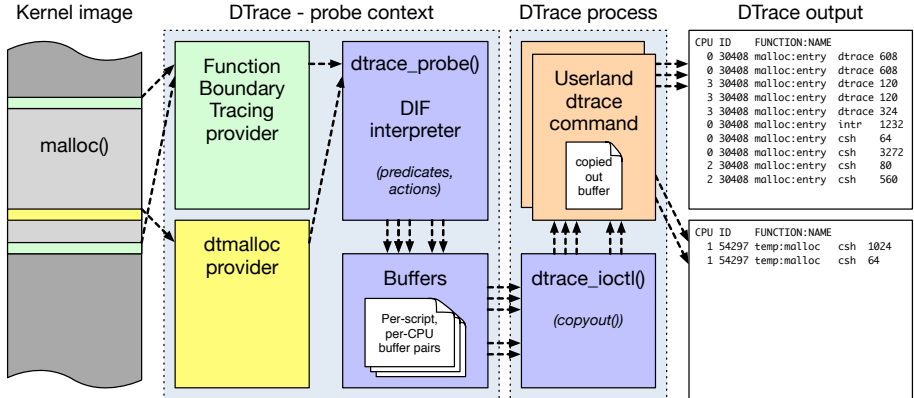 Kernel image
DTrace - probe context
DTrace process
DTrace output
malloc()
Function
Boundary
Tracing
provider
dtmalloc
provider
dtrace_probe()
DIF
interpreter
(predicates,
actions)
Buffers
Per-script,
per-CPU
buffer pairs
Userland
dtrace
command
copied
out
buffer
dtrace_ioctl()
(copyout())
CPU ID FUNCTION:NAME
0 30408 malloc:entry dtrace 608
0 30408 malloc:entry dtrace 608
3 30408 malloc:entry dtrace 120
3 30408 malloc:entry dtrace 120
3 30408 malloc:entry dtrace 324
0 30408 malloc:entry intr 1232
0 30408 malloc:entry csh 64
0 30408 malloc:entry csh 3272
2 30408 malloc:entry csh 80
2 30408 malloc:entry csh 560
CPU ID FUNCTION:NAME
1 54297 temp:malloc csh 1024
1 54297 temp:malloc csh 64